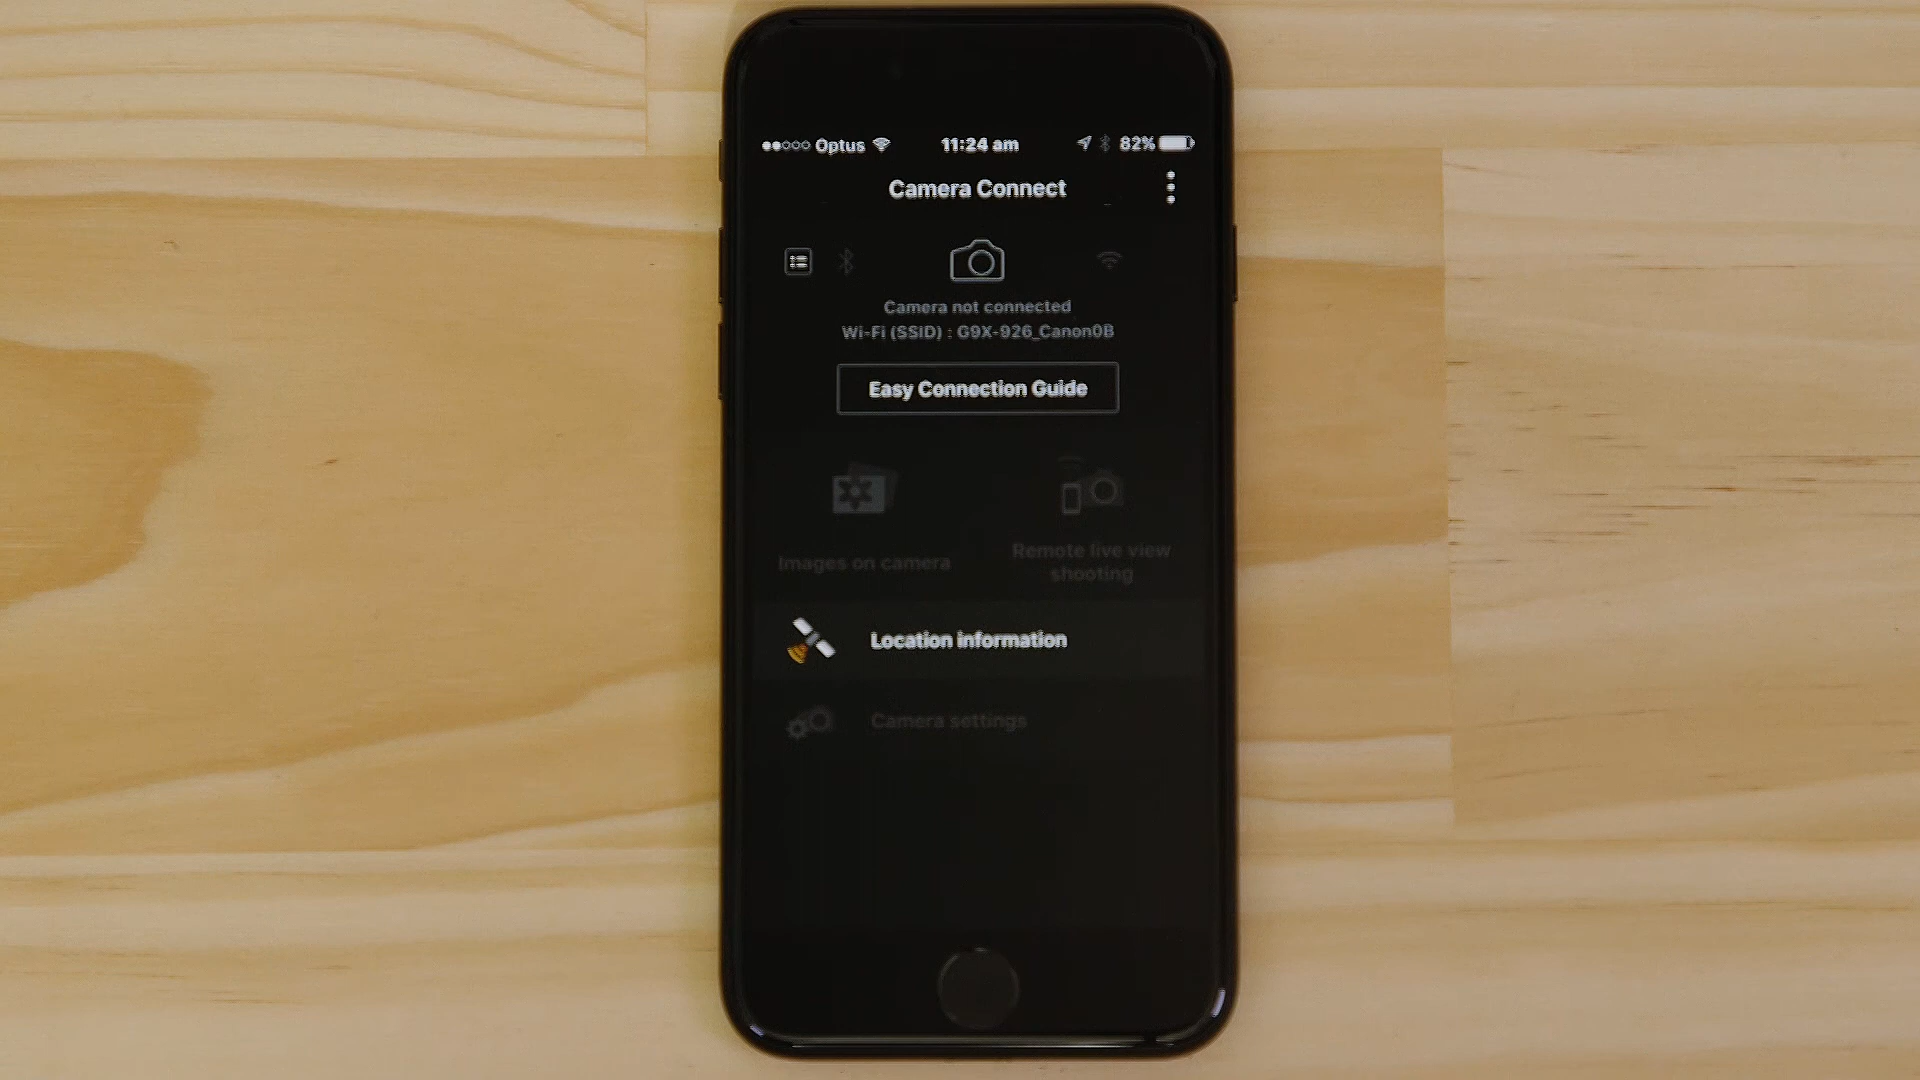 Optus 11:24 am 82%
Camera Connect
Camera not connected
Wi-Fi (SSID) : G9X-926_Canon0B
Easy Connection Guide
Images on camera
Remote live view
shooting
Location information
Camera settings